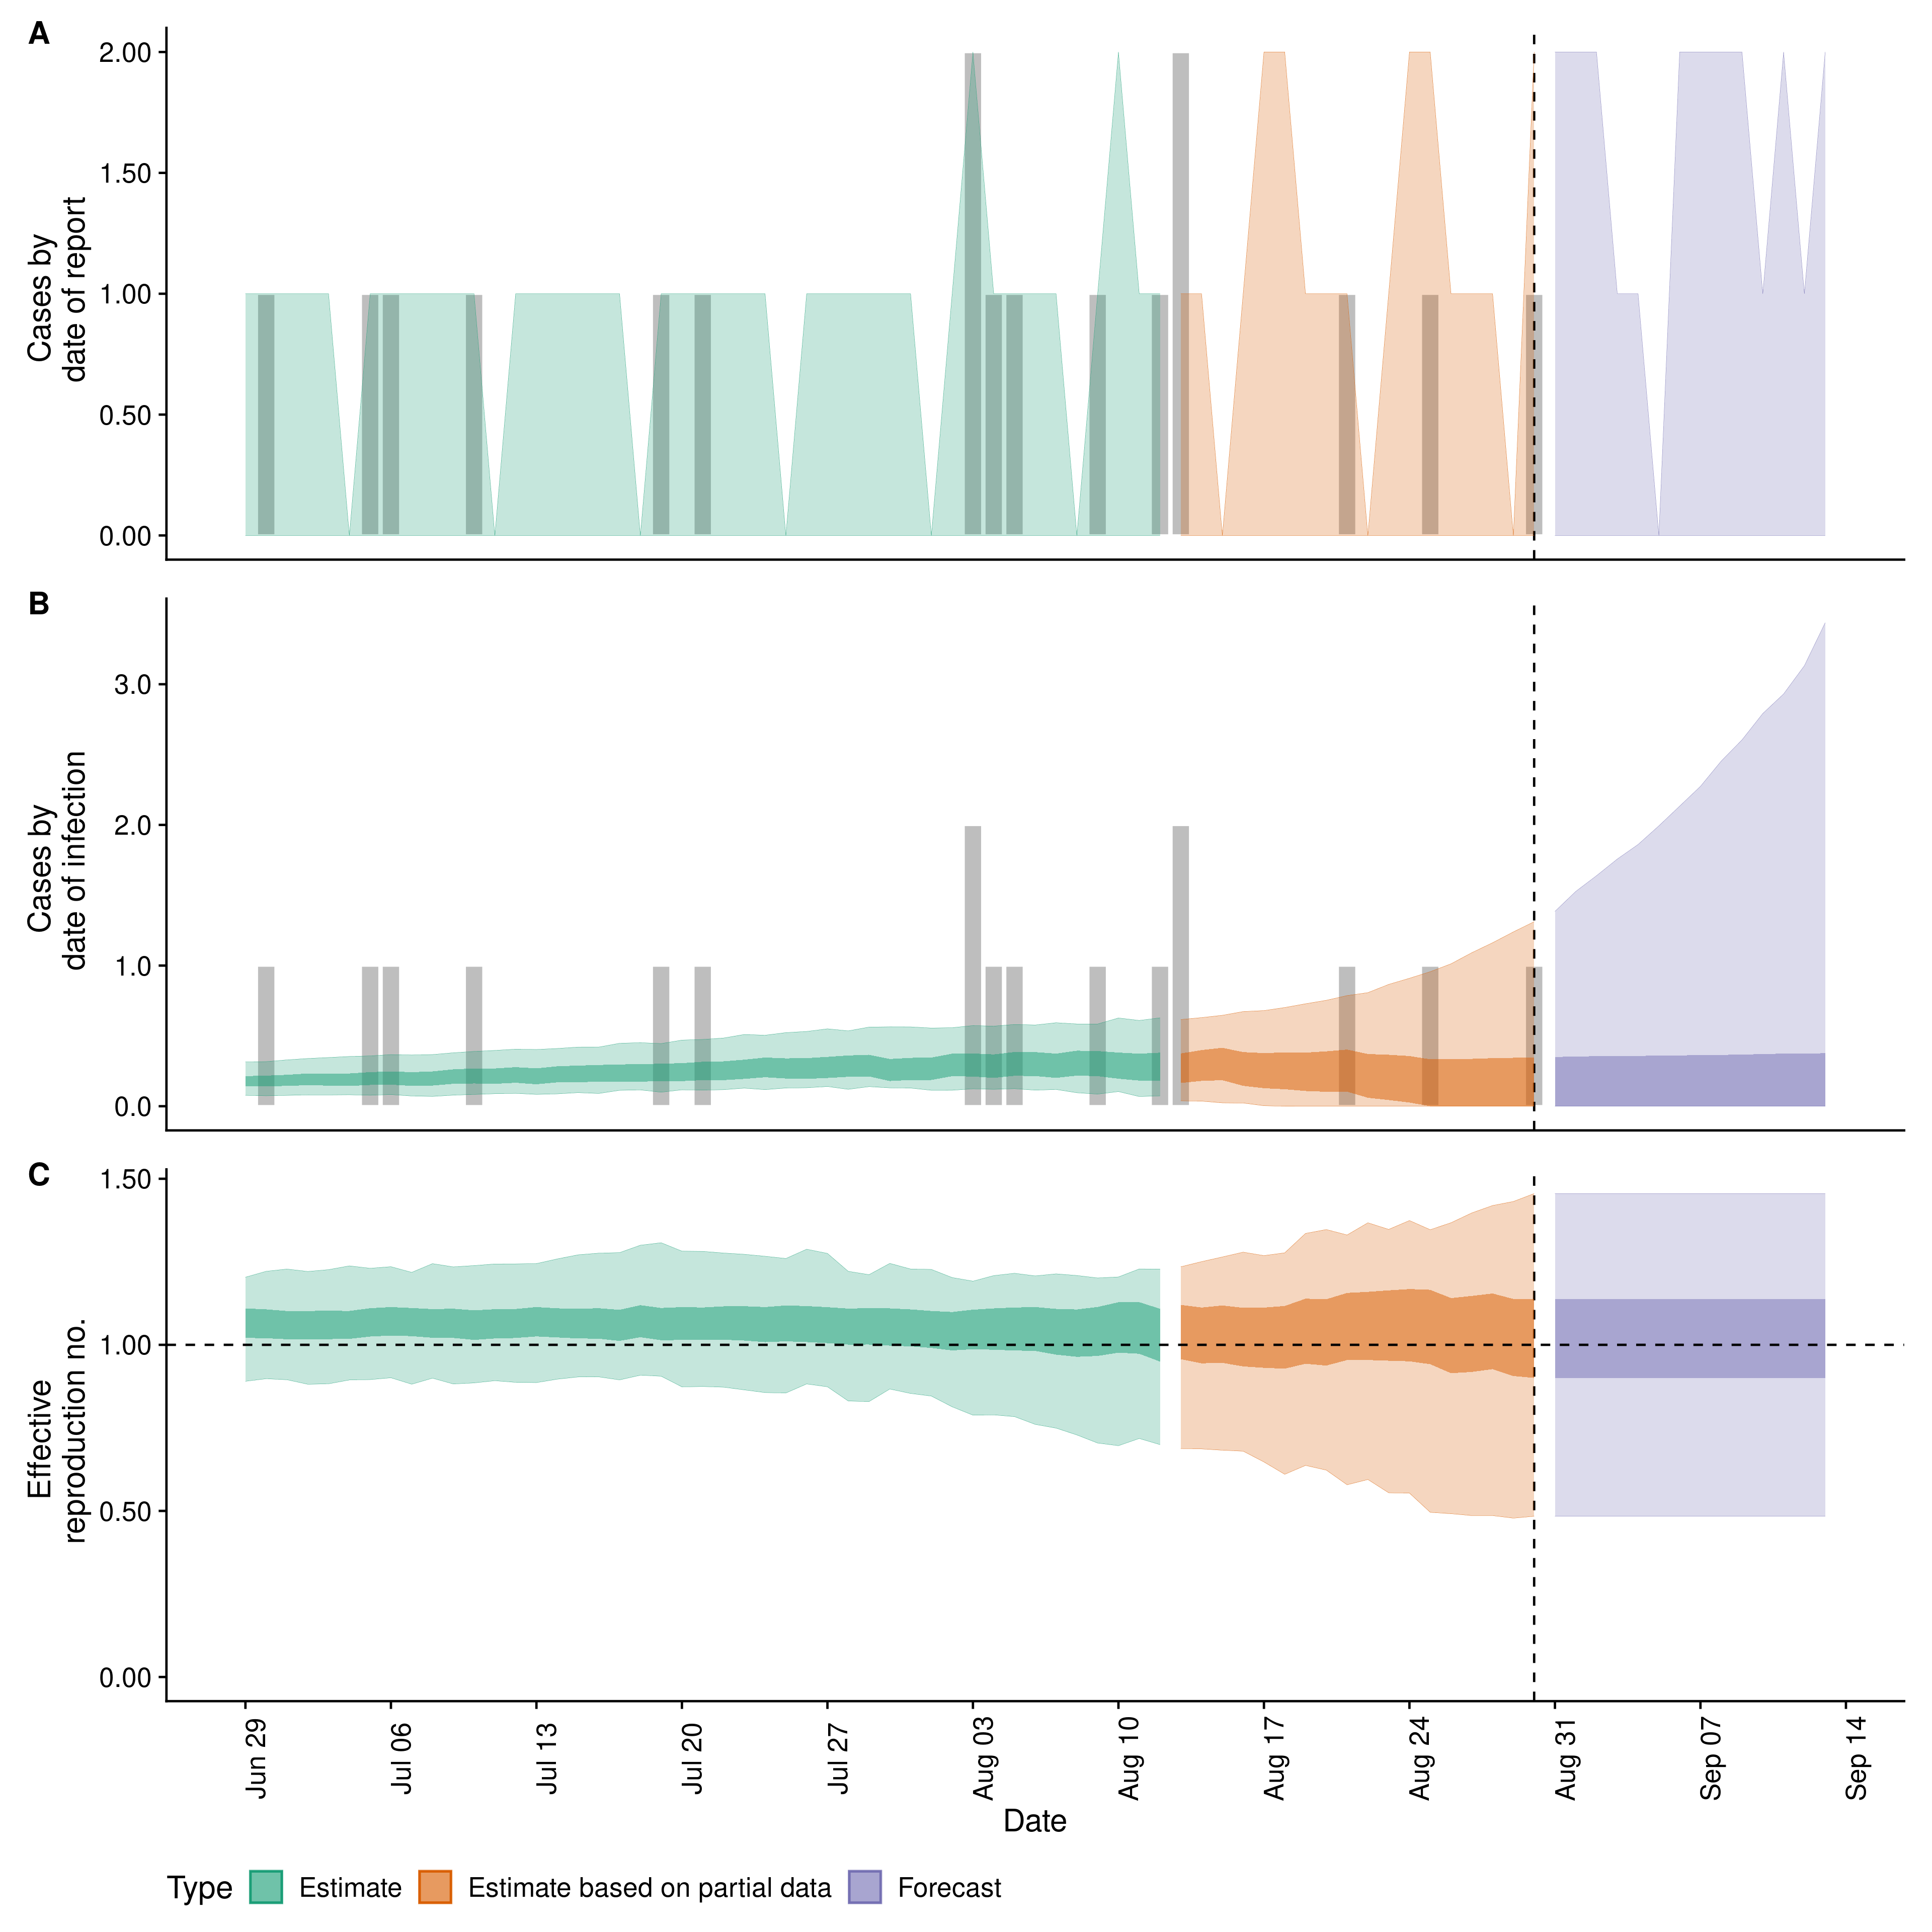 A
Cases by
date of report
2.00
1.50
1.00
0.50
0.00
B
Cases by
date of infection
3.0
2.0
1.0
0.0
C
Effective
reproduction no.
1.50
1.00
0.50
0.00
Jun 29
Jul 06
Jul 13
Jul 20
Jul 27
Aug 03
Aug 10
Aug 17
Aug 24
Aug 31
Sep 07
Sep 14
Date
Type Estimate Estimate based on partial data Forecast